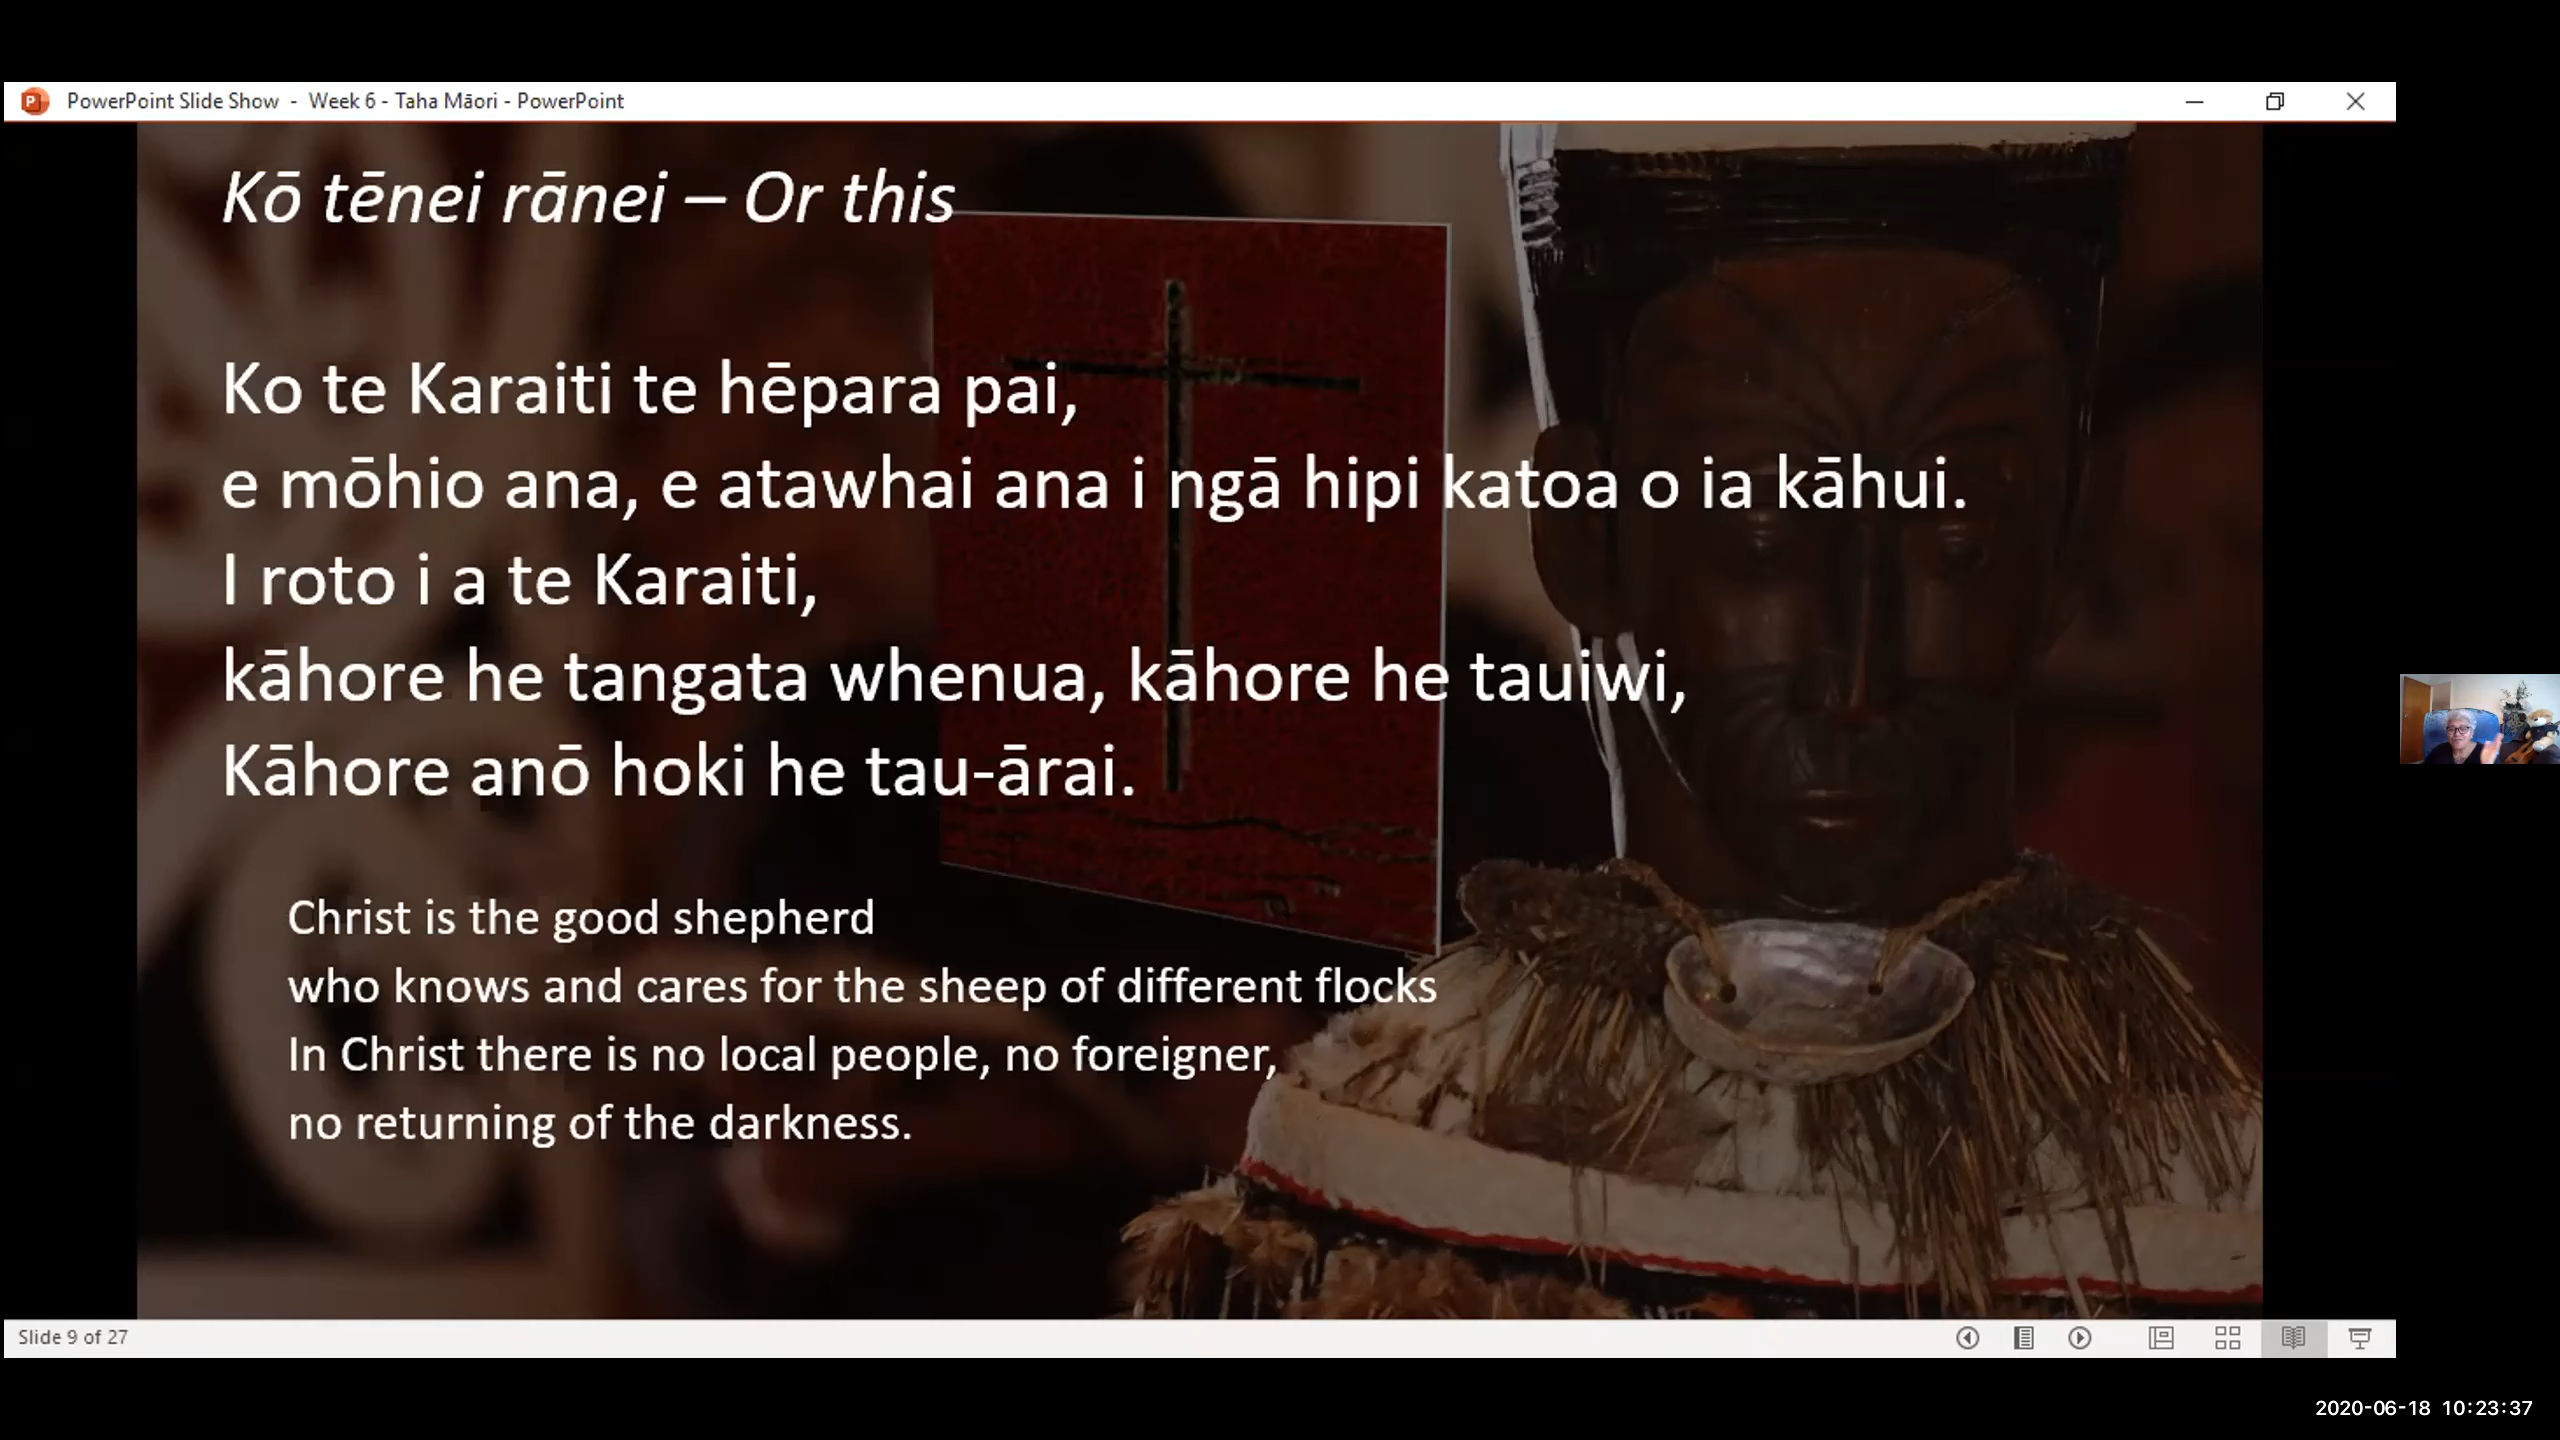 PowerPoint Slide Show - Week 6 - Taha Māori - PowerPoint
Kō tēnei rānei – Or this
Ko te Karaiti te hēpara pai,
e mōhio ana, e atawhai ana i ngā hipi katoa o ia kāhui.
I roto i a te Karaiti,
kāhore he tangata whenua, kāhore he tauiwi,
Kāhore anō hoki he tau-ārai.
Christ is the good shepherd
who knows and cares for the sheep of different flocks
In Christ there is no local people, no foreigner,
no returning of the darkness.
Slide 9 of 27
2020-06-18 10:23:37